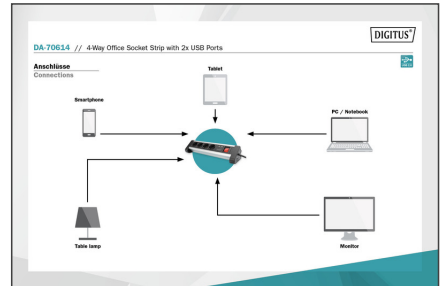 DIGITUS®
DA-70614 // 4-Way Office Socket Strip with 2x USB Ports
Anschlüsse
Connections
Tablet
Smartphone
PC / Notebook
Table lamp
Monitor